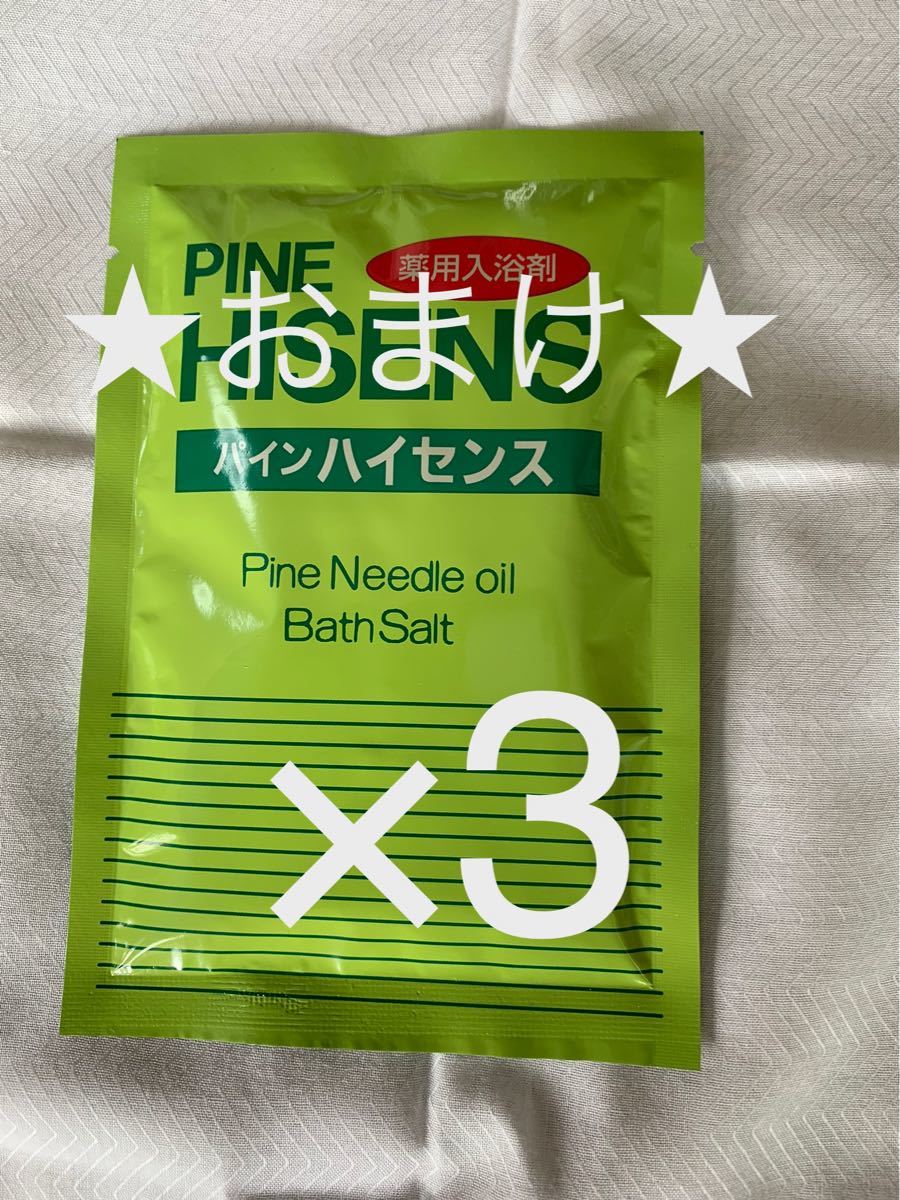 PINE 薬用入浴剤
★おまけ★
HISENS
パインハイセンス
Pine Needle oil
Bath Salt
×3